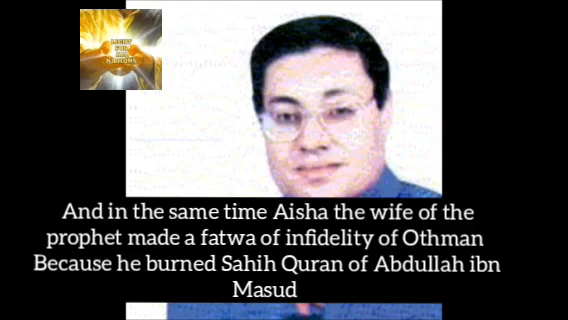 LIGHT
FOR
ALL
NATIONS
And in the same time Aisha the wife of the
prophet made a fatwa of infidelity of Othman
Because he burned Sahih Quran of Abdullah ibn
Masud